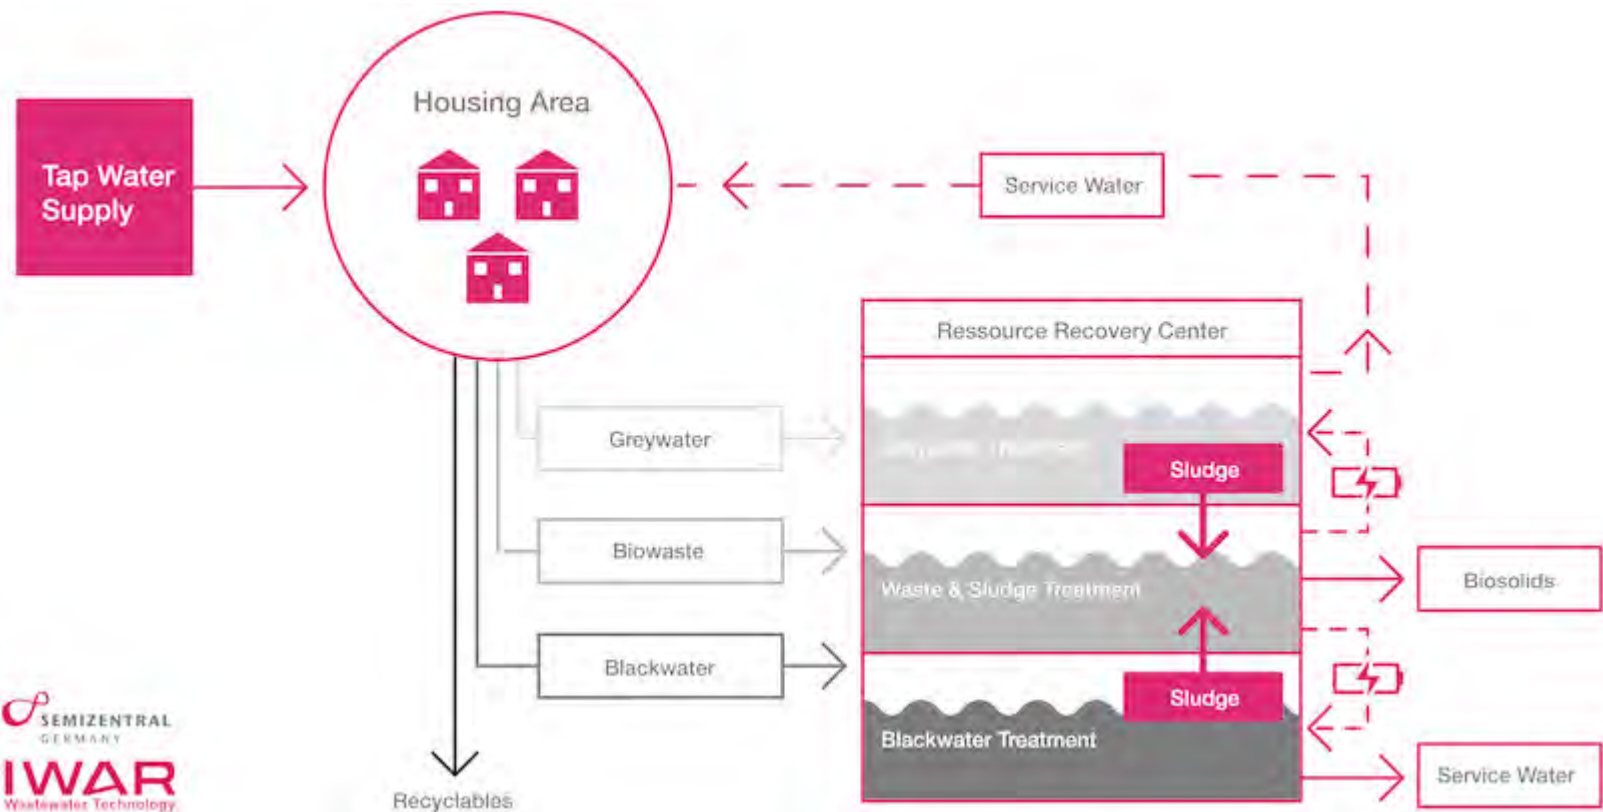 Housing Area
Tap Water
Supply
Service Water
Ressource Recovery Center
Greywater
Sludge
Biowaste
Waste & Sludge Treatment
Biosolids
Blackwater
Sludge
Blackwater Treatment
Service Water
Recyclables
SEMIZENTRAL
GERMANY
IWAR
Wastewater Technology